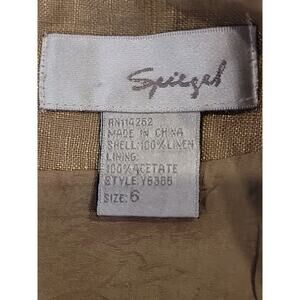 Spiegel
RN114262
MADE IN CHINA
SHELL: 100% LINEN
LINING:
100% ACETATE
STYLE: Y6385
SIZE: 6